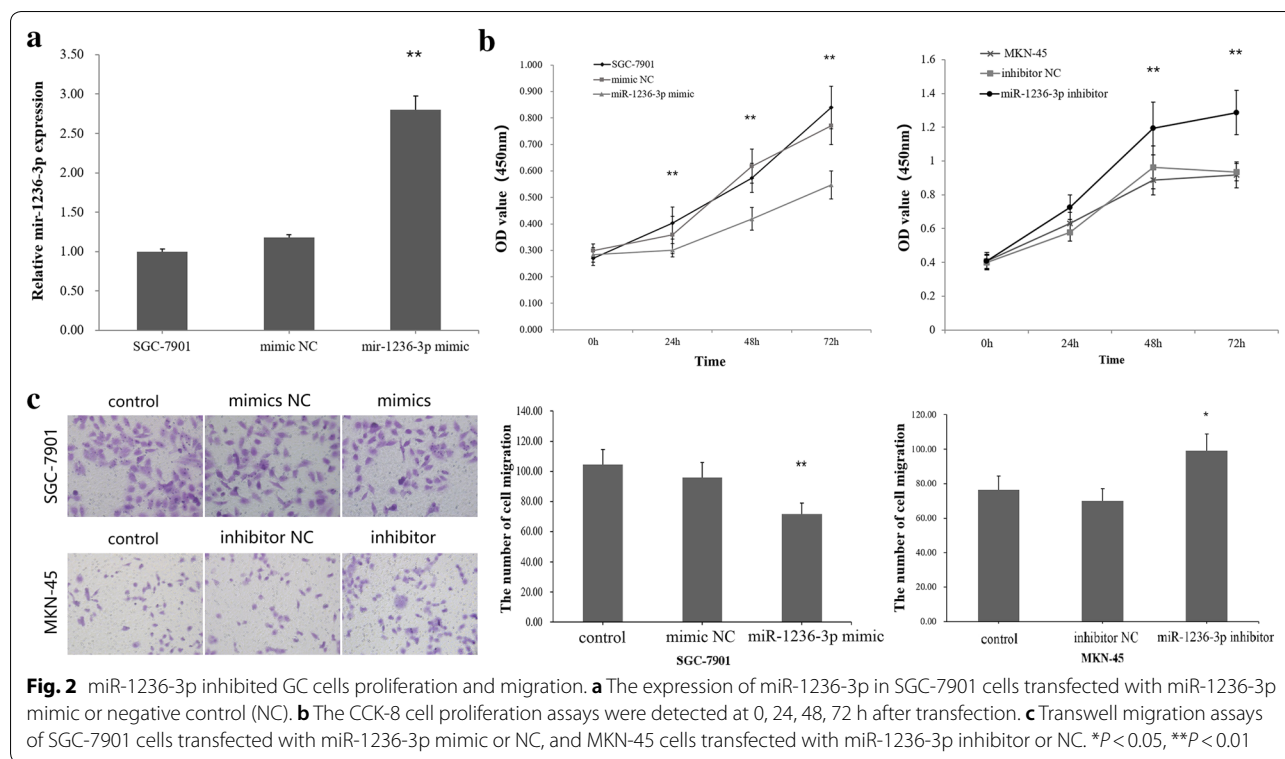 a
3.50
3.00
2.50
2.00
1.50
1.00
0.50
0.00
Relative mir-1236-3p expression
**
SGC-7901
mimic NC
mir-1236-3p mimic
b
1.000
0.900
0.800
0.700
0.600
0.500
0.400
0.300
0.200
0.100
0.000
OD value (450nm)
SGC-7901
mimic NC
miR-1236-3p mimic
**
**
**
0h
24h
48h
72h
Time
1.6
1.4
1.2
1
0.8
0.6
0.4
0.2
0
OD value (450nm)
MKN-45
inhibitor NC
miR-1236-3p inhibitor
**
**
0h
24h
48h
72h
Time
c
control
mimics NC
mimics
SGC-7901
control
inhibitor NC
inhibitor
MKN-45
140.00
120.00
100.00
80.00
60.00
40.00
20.00
0.00
The number of cell migration
**
control
mimic NC
miR-1236-3p mimic
SGC-7901
120.00
100.00
80.00
60.00
40.00
20.00
0.00
The number of cell migration
*
control
inhibitor NC
miR-1236-3p inhibitor
MKN-45
Fig. 2 miR-1236-3p inhibited GC cells proliferation and migration. a The expression of miR-1236-3p in SGC-7901 cells transfected with miR-1236-3p
mimic or negative control (NC). b The CCK-8 cell proliferation assays were detected at 0, 24, 48, 72 h after transfection. c Transwell migration assays
of SGC-7901 cells transfected with miR-1236-3p mimic or NC, and MKN-45 cells transfected with miR-1236-3p inhibitor or NC. *P < 0.05, **P < 0.01